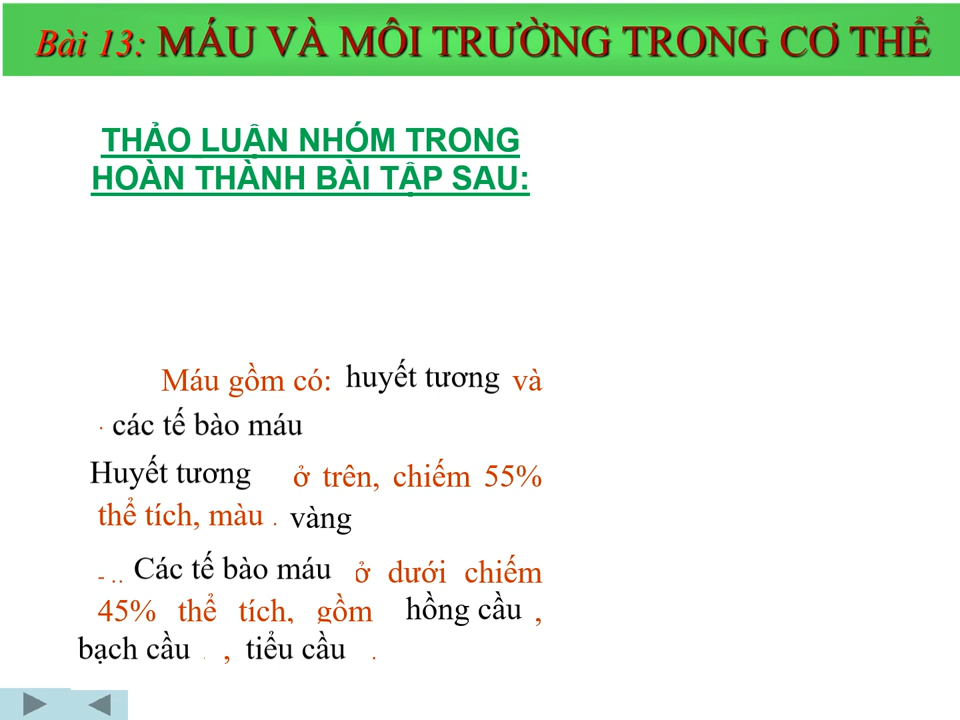 Bài 13: MÁU VÀ MÔI TRƯỜNG TRONG CƠ THỂ
THẢO LUẬN NHÓM TRONG
HOÀN THÀNH BÀI TẬP SAU:
Máu gồm có: huyết tương và
. các tế bào máu
Huyết tương ở trên, chiếm 55%
thể tích, màu . vàng
- .. Các tế bào máu ở dưới chiếm
45% thể tích, gồm hồng cầu ,
bạch cầu . , tiểu cầu .